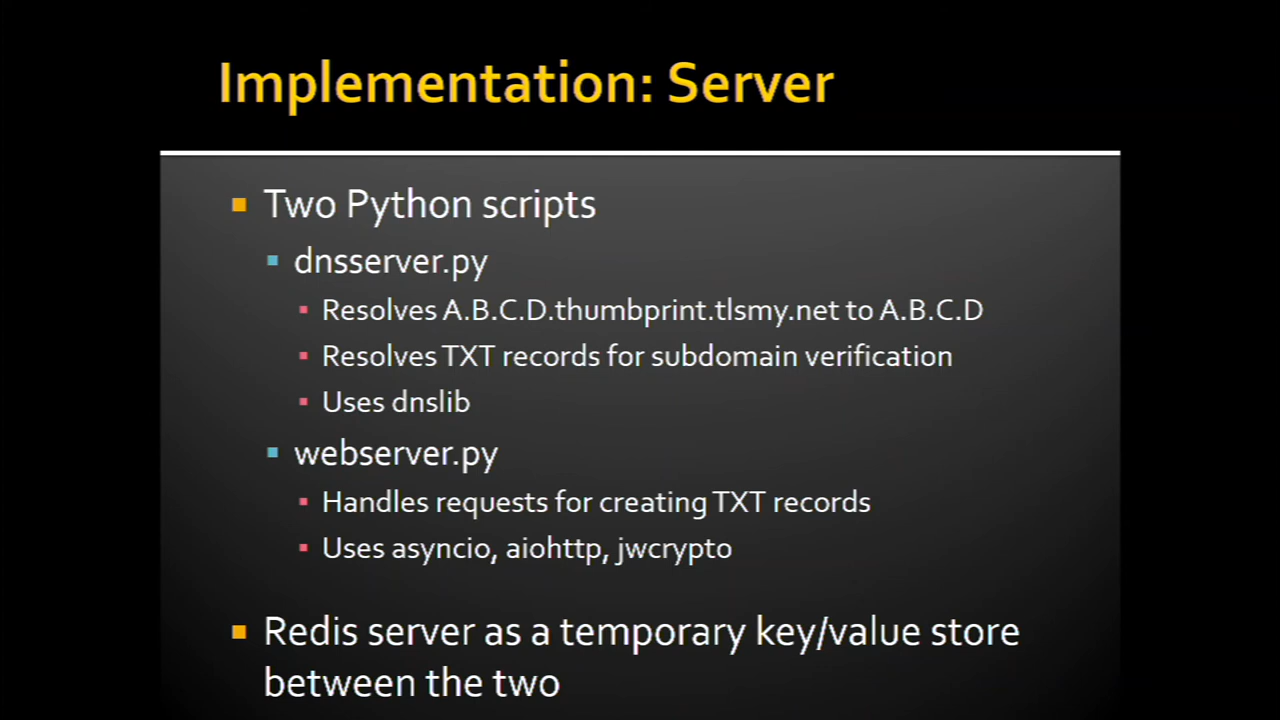 Implementation: Server
Two Python scripts
dnsserver.py
Resolves A.B.C.D.thumbprint.tlsmy.net to A.B.C.D
Resolves TXT records for subdomain verification
Uses dnslib
webserver.py
Handles requests for creating TXT records
Uses asyncio, aiohttp, jwcrypto
Redis server as a temporary key/value store
between the two